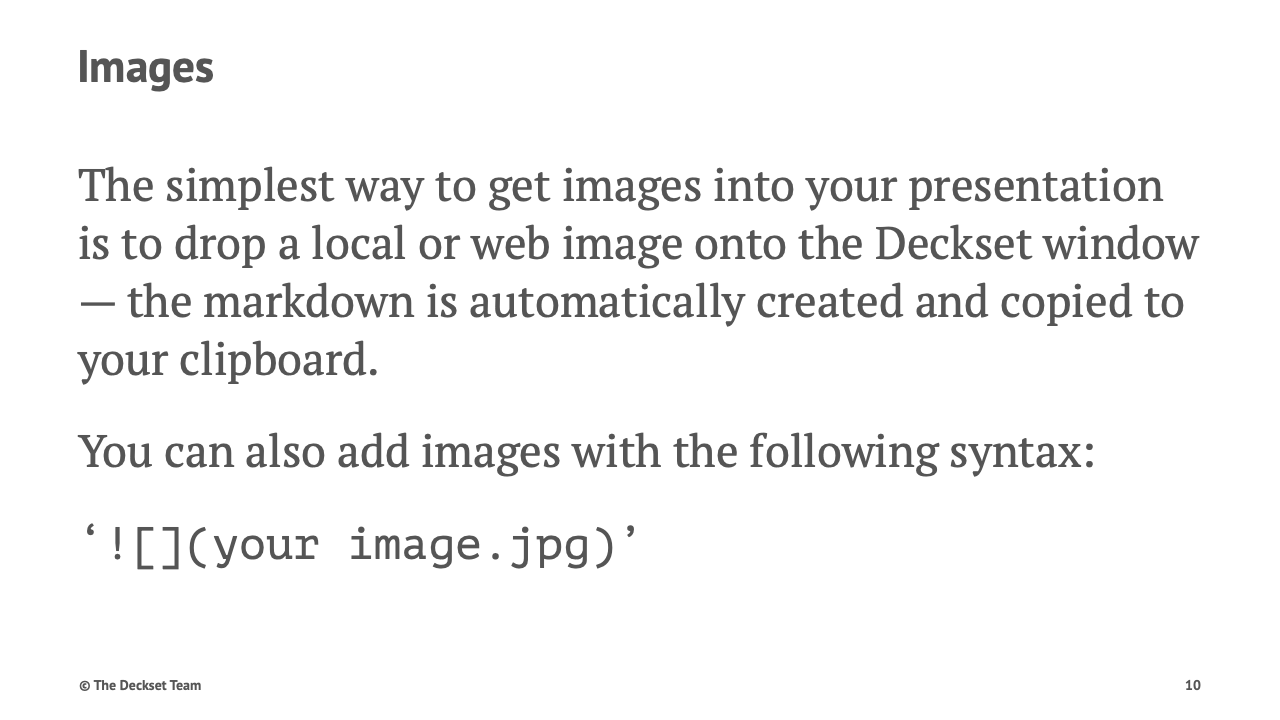 Images
The simplest way to get images into your presentation
is to drop a local or web image onto the Deckset window
— the markdown is automatically created and copied to
your clipboard.
You can also add images with the following syntax:
‘![](your image.jpg)’
© The Deckset Team
10